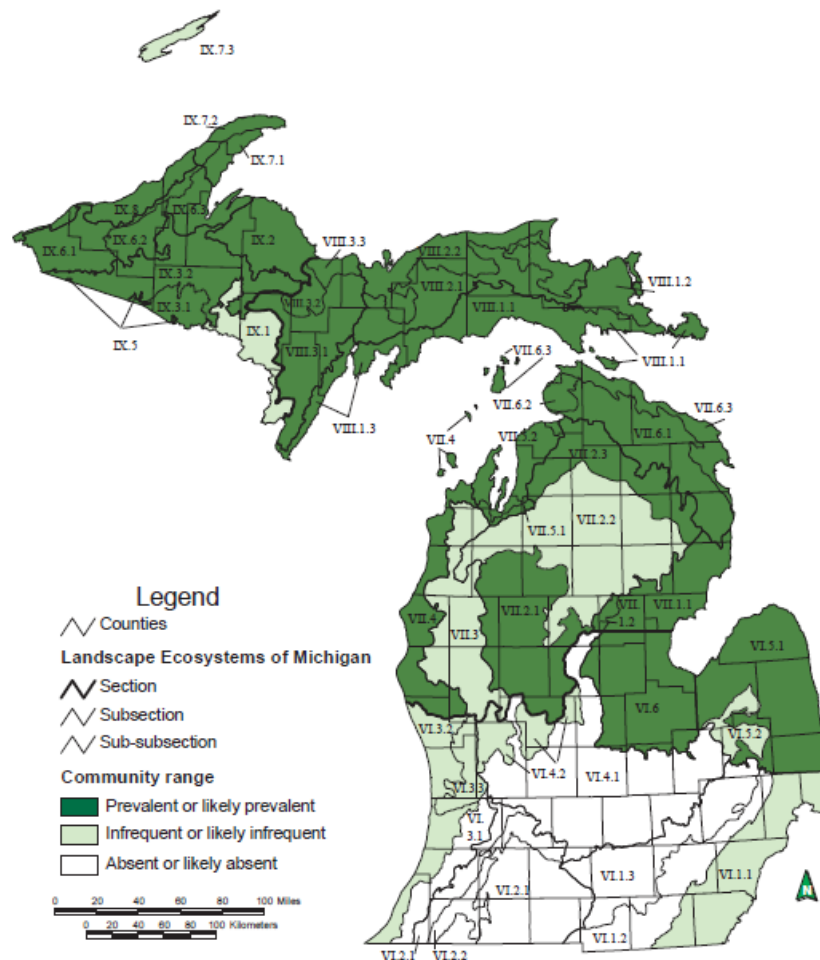 IX.7.3
IX.7.2
IX.7.1
IX.8
IX.6.3
IX.6.1
IX.6.2
IX.2
IX.3.2
IX.3.1
IX.5
IX.1
VIII.3.3
VIII.2.2
VIII.2.1
VIII.3.2
VIII.1.2
VIII.1.1
VIII.3.1
VIII.1.1
VIII.1.3
VII.6.3
VII.6.2
VII.6.3
VII.4
VII.5.2
VII.6.1
VII.2.3
VII.5.1
VII.2.2
VII.4
VII.2.1
VII.
1.2
VII.1.1
VII.3
VI.5.1
VI.6
VI.3.2
VI.5.2
VI.4.2
VI.4.1
VI.3.3
VI.
3.1
VI.1.3
VI.1.1
VI.2.1
VI.1.2
VI.2.1
VI.2.2
Legend
Counties
Landscape Ecosystems of Michigan
Section
Subsection
Sub-subsection
Community range
Prevalent or likely prevalent
Infrequent or likely infrequent
Absent or likely absent
0 20 40 60 80 100 Miles
0 20 40 60 80 100 Kilometers
N